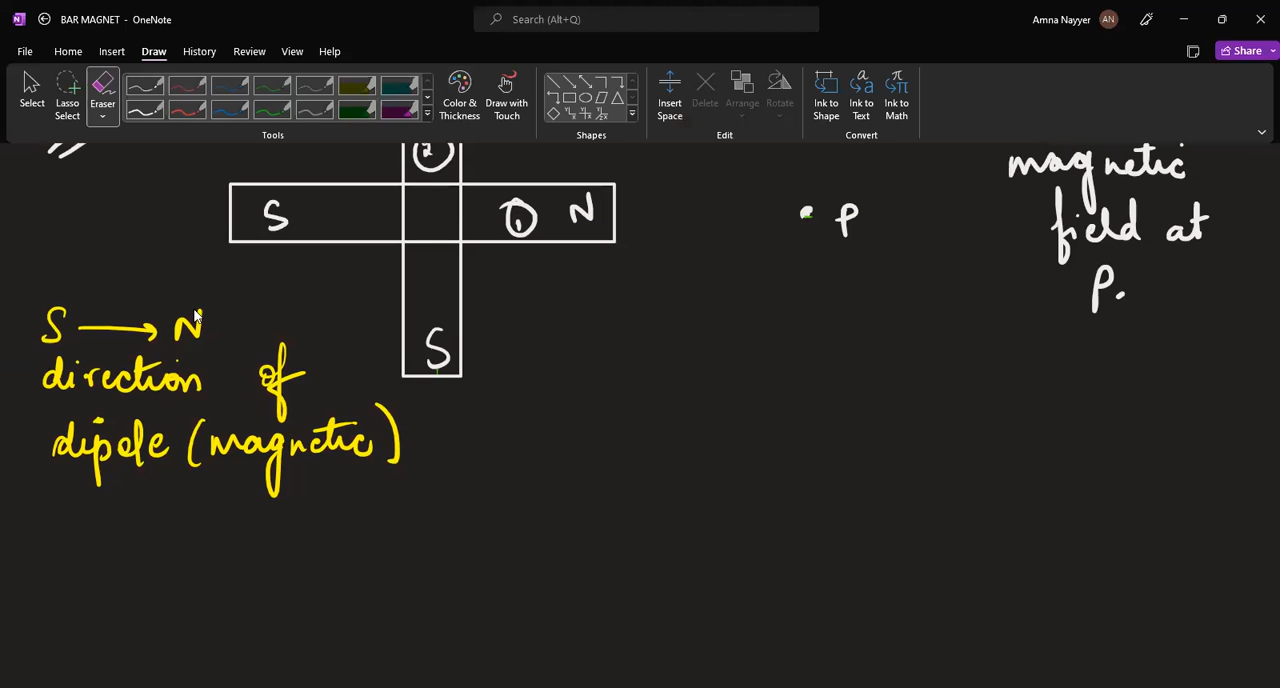 BAR MAGNET - OneNote
Search (Alt+Q)
Amna Nayyer
AN
File Home Insert Draw History Review View Help
Share
Select
Lasso Select
Eraser
Color & Thickness
Draw with Touch
Insert Space
Delete
Arrange
Rotate
Ink to Shape
Ink to Text
Ink to Math
Tools
Shapes
Edit
Convert
2
magnetic
S 1 N
P
field at
P.
S → N
S
direction of
dipole (magnetic)